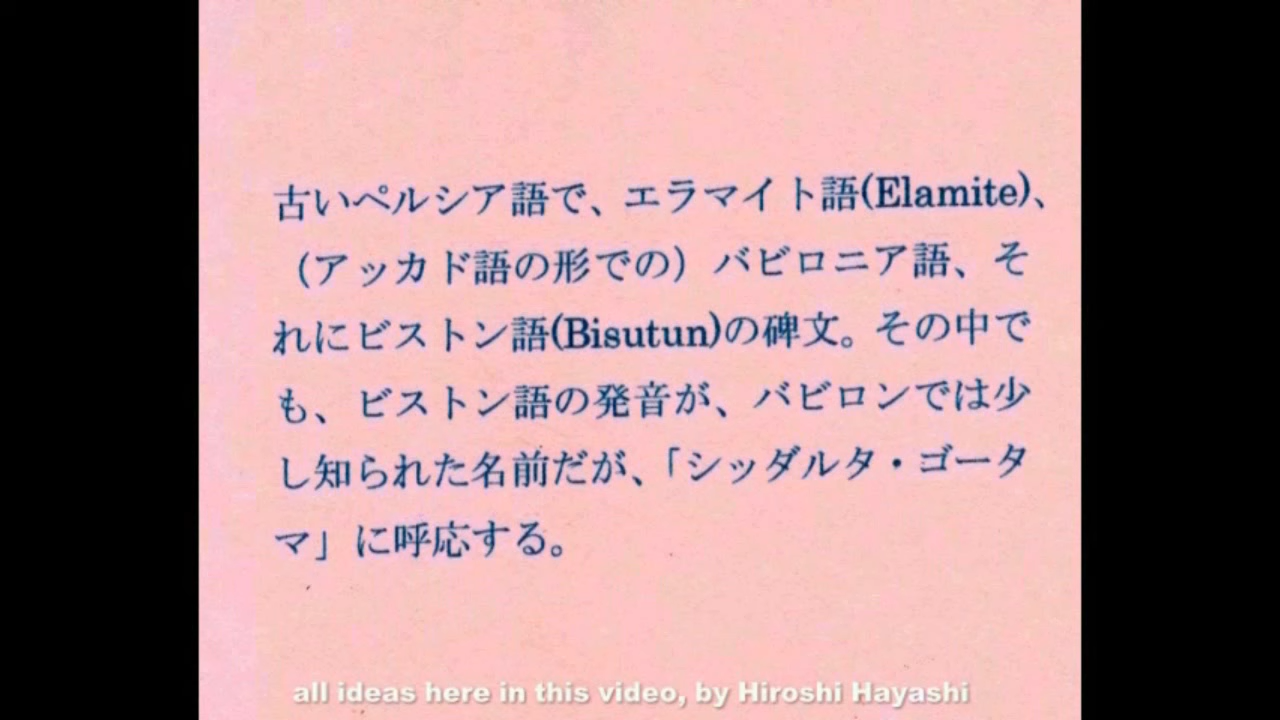 古いペルシア語で、エラマイト語(Elamite)、
（アッカド語の形での）バビロニア語、そ
れにビストン語(Bisutun)の碑文。その中で
も、ビストン語の発音が、バビロンでは少
し知られた名前だが、「シッダルタ・ゴータ
マ」に呼応する。
all ideas here in this video, by Hiroshi Hayashi